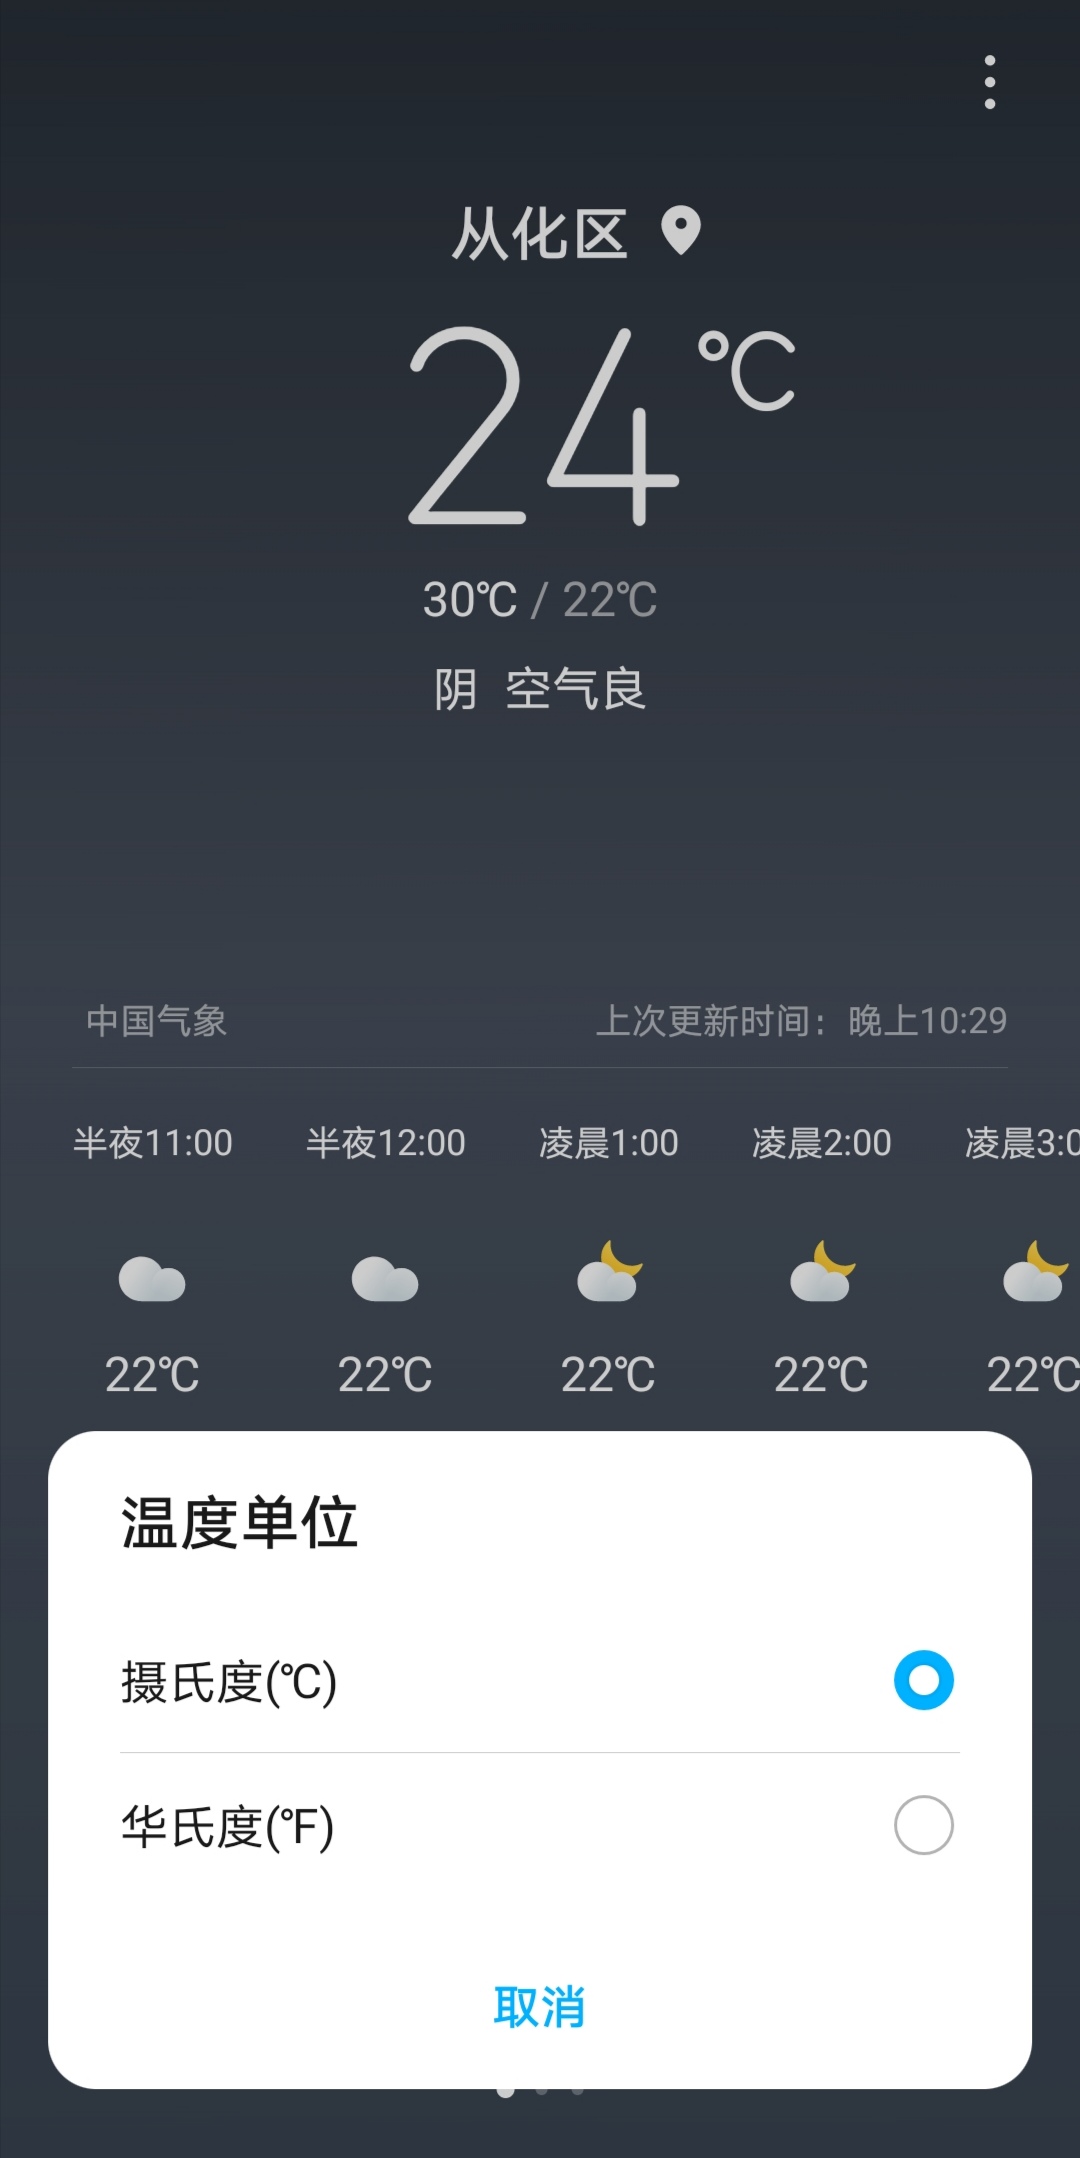 从化区
24℃
30℃ / 22℃
阴 空气良
中国气象 上次更新时间：晚上10:29
半夜11:00 半夜12:00 凌晨1:00 凌晨2:00 凌晨3:0
22℃ 22℃ 22℃ 22℃ 22℃
温度单位
摄氏度(℃)
华氏度(℉)
取消